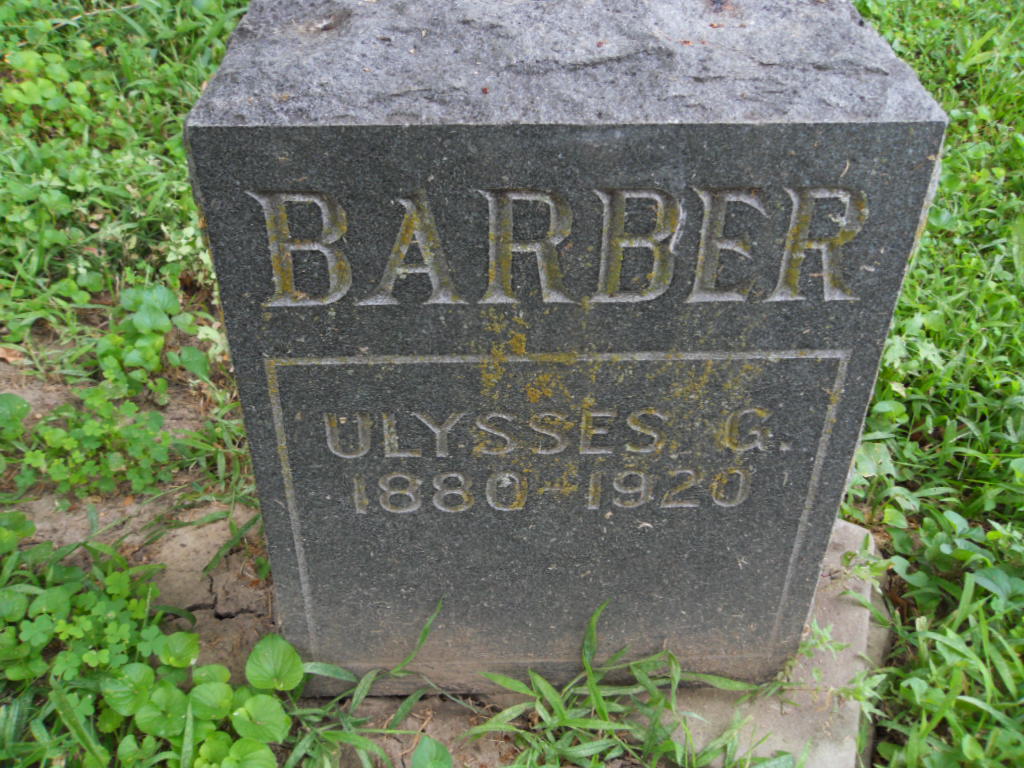 BARBER
ULYSSES. G.
1880-1920